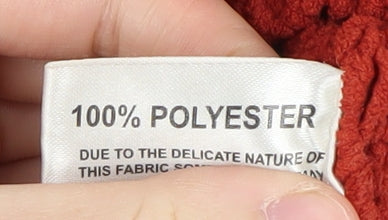 100% POLYESTER
DUE TO THE DELICATE NATURE OF
THIS FABRIC